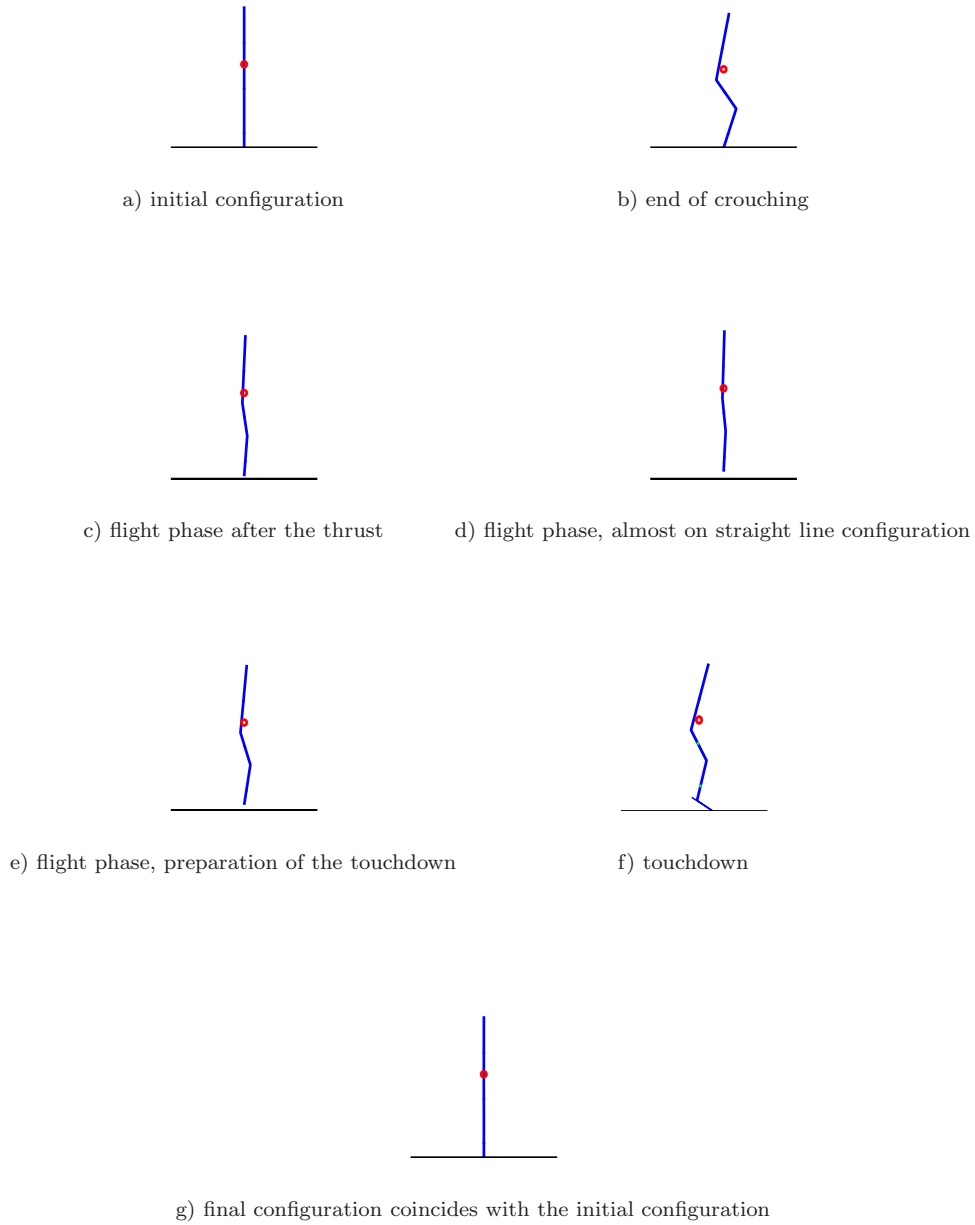 a) initial configuration
b) end of crouching
c) flight phase after the thrust
d) flight phase, almost on straight line configuration
e) flight phase, preparation of the touchdown
f) touchdown
g) final configuration coincides with the initial configuration